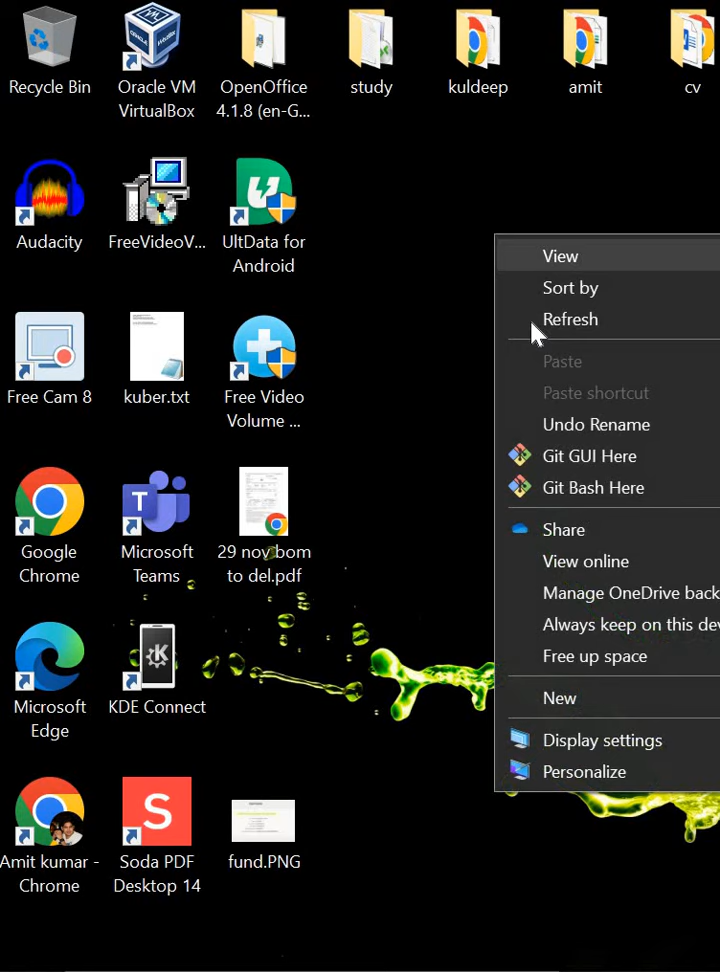 Recycle Bin
Oracle VM
VirtualBox
OpenOffice
4.1.8 (en-G...
study
kuldeep
amit
cv
Audacity
FreeVideoV...
UltData for
Android
Free Cam 8
kuber.txt
Free Video
Volume ...
Google
Chrome
Microsoft
Teams
29 nov bom
to del.pdf
Microsoft
Edge
KDE Connect
Amit kumar -
Chrome
Soda PDF
Desktop 14
fund.PNG
View
Sort by
Refresh
Paste
Paste shortcut
Undo Rename
Git GUI Here
Git Bash Here
Share
View online
Manage OneDrive back
Always keep on this dev
Free up space
New
Display settings
Personalize